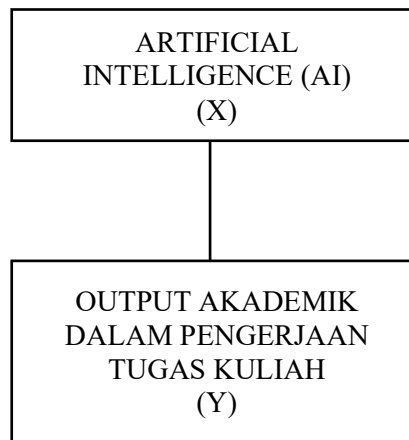 ARTIFICIAL
INTELLIGENCE (AI)
(X)
OUTPUT AKADEMIK
DALAM PENGERJAAN
TUGAS KULIAH
(Y)